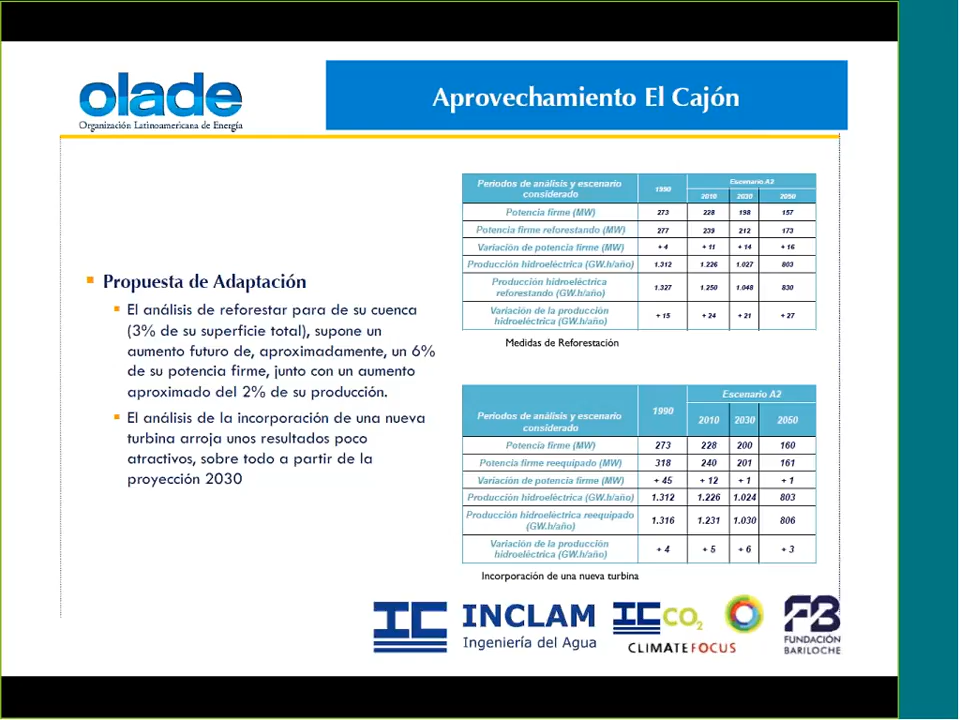 olade
Organización Latinoamericana de Energía
Aprovechamiento El Cajón
Propuesta de Adaptación
El análisis de reforestar para de su cuenca
(3% de su superficie total), supone un
aumento futuro de, aproximadamente, un 6%
de su potencia firme, junto con un aumento
aproximado del 2% de su producción.
El análisis de la incorporación de una nueva
turbina arroja unos resultados poco
atractivos, sobre todo a partir de la
proyección 2030
Períodos de análisis y escenario
considerado
1990
Escenario A2
2010 2030 2050
Potencia firme (MW) 273 228 198 157
Potencia firme reforestando (MW) 277 239 212 173
Variación de potencia firme (MW) + 4 + 11 + 14 + 16
Producción hidroeléctrica (GW.h/año) 1.312 1.226 1.027 803
Producción hidroeléctrica
reforestando (GW.h/año) 1.327 1.250 1.048 830
Variación de la producción
hidroeléctrica (GW.h/año) + 15 + 24 + 21 + 27
Medidas de Reforestación
Períodos de análisis y escenario
considerado
1990
Escenario A2
2010 2030 2050
Potencia firme (MW) 273 228 200 160
Potencia firme reequipado (MW) 318 240 201 161
Variación de potencia firme (MW) + 45 + 12 + 1 + 1
Producción hidroeléctrica (GW.h/año) 1.312 1.226 1.024 803
Producción hidroeléctrica reequipado
(GW.h/año) 1.316 1.231 1.030 806
Variación de la producción
hidroeléctrica (GW.h/año) + 4 + 5 + 6 + 3
Incorporación de una nueva turbina
IC INCLAM
Ingeniería del Agua
IC CO2
CLIMATEFOCUS
FB
FUNDACIÓN
BARILOCHE